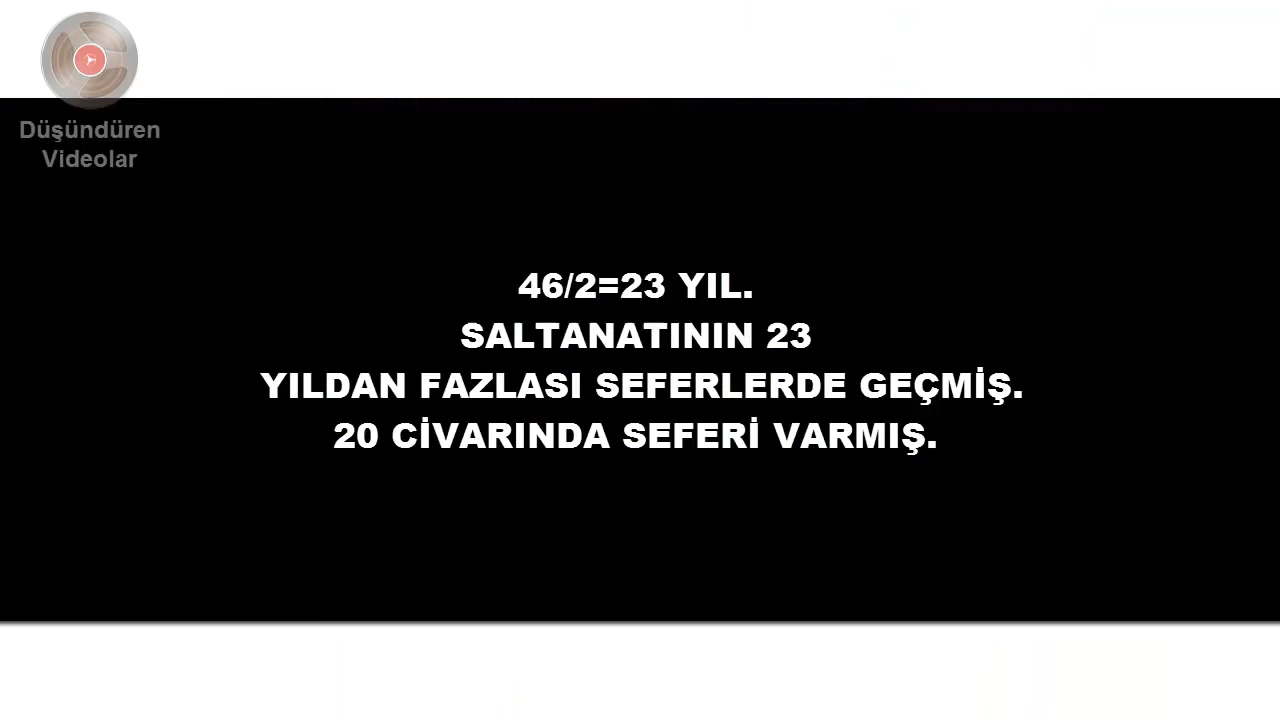 Düşündüren
Videolar
46/2=23 YIL.
SALTANATININ 23
YILDAN FAZLASI SEFERLERDE GEÇMİŞ.
20 CİVARINDA SEFERİ VARMIŞ.